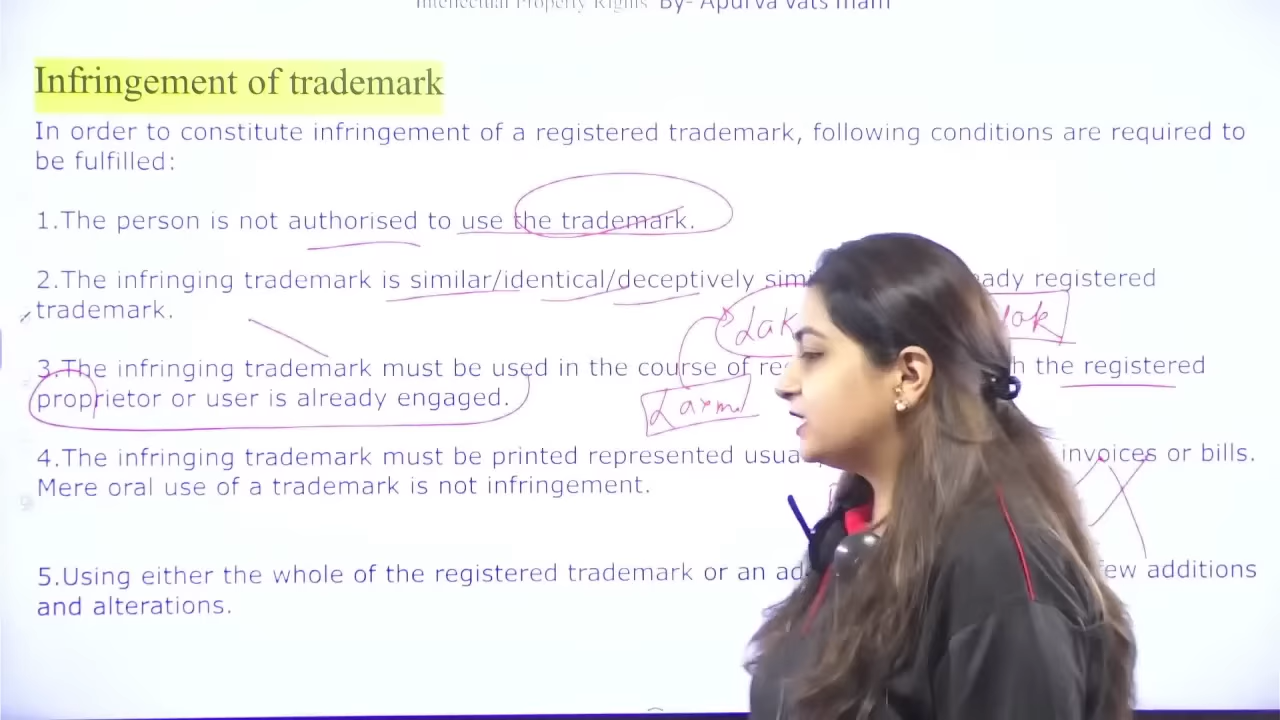 Intellectual Property Rights By- Apurva Vats mam
Infringement of trademark
In order to constitute infringement of a registered trademark, following conditions are required to
be fulfilled:
1.The person is not authorised to use the trademark.
2.The infringing trademark is similar/identical/deceptively registered
trademark.
3.The infringing trademark must be used in the course of the registered
proprietor or user is already engaged.
4.The infringing trademark must be printed represented invoices or bills.
Mere oral use of a trademark is not infringement.
5.Using either the whole of the registered trademark or an few additions
and alterations.